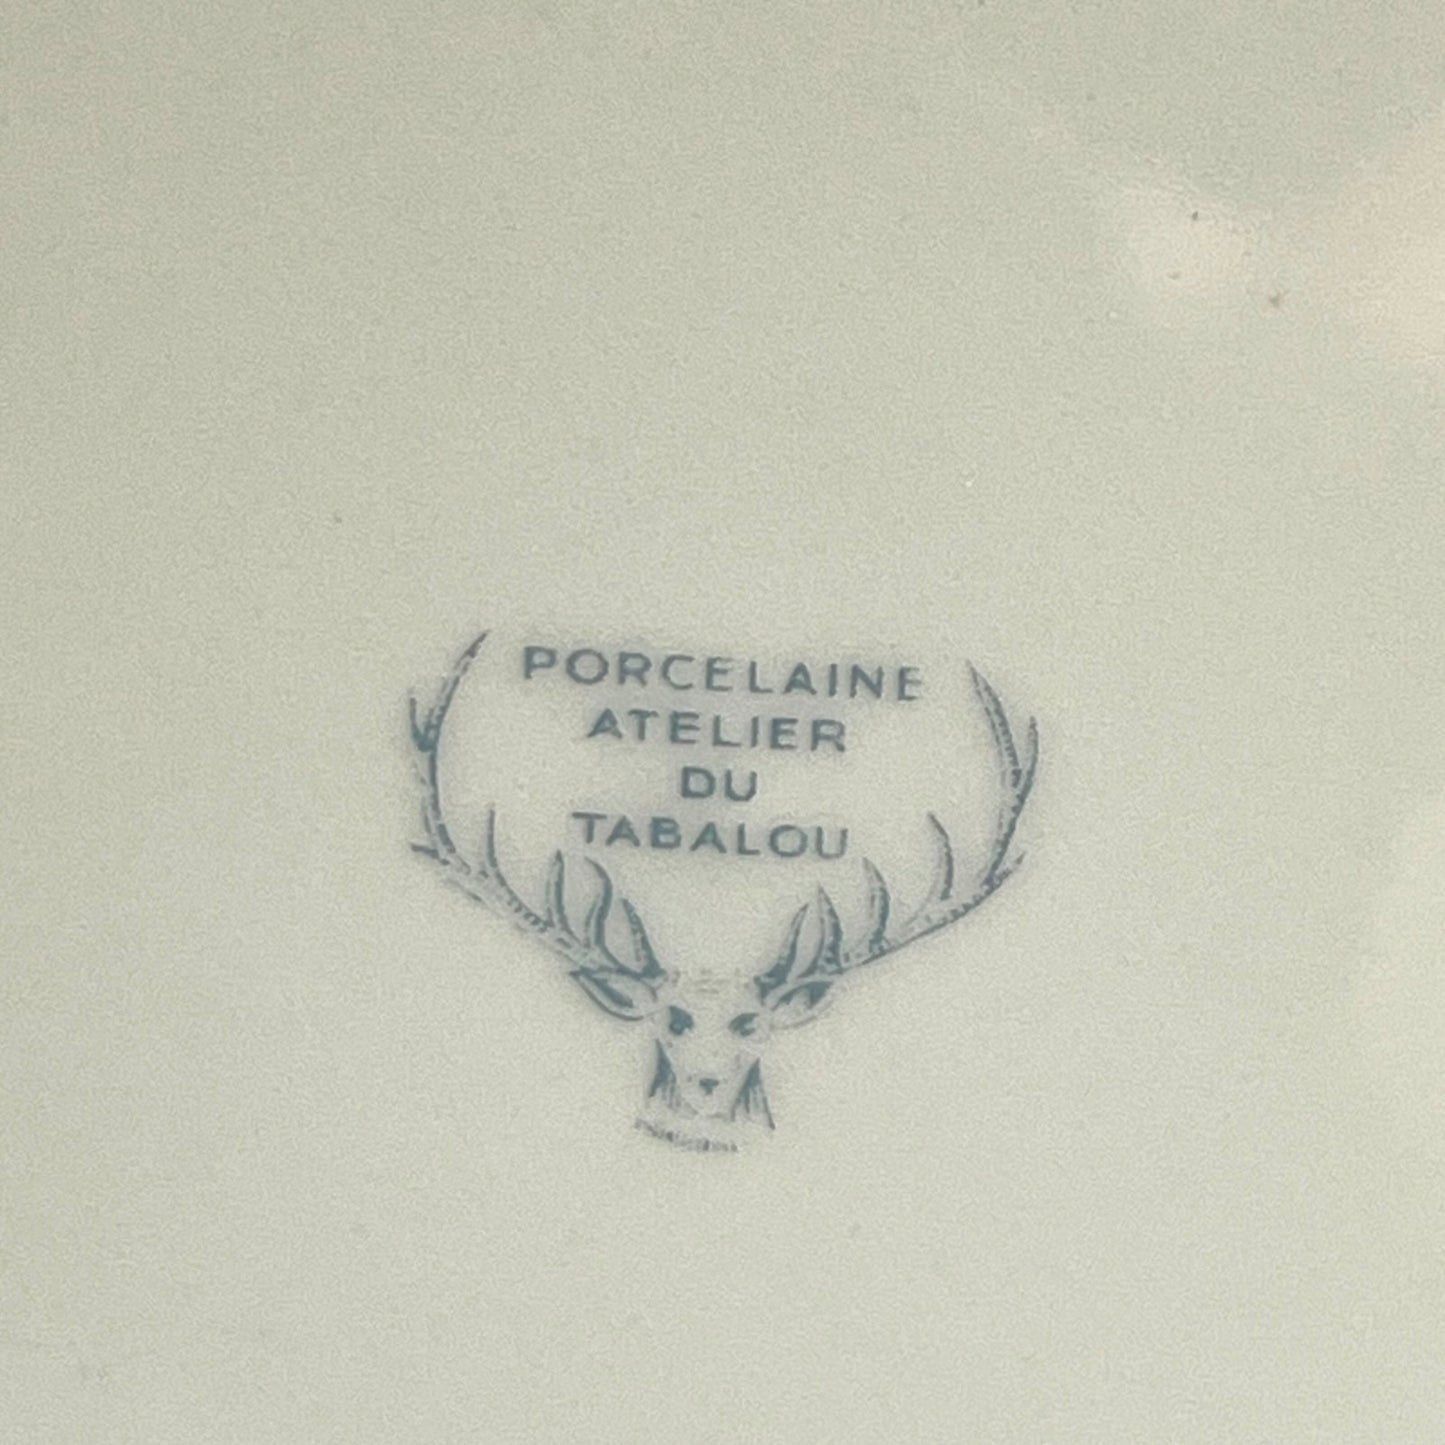 PORCELAINE
ATELIER
DU
TABALOU